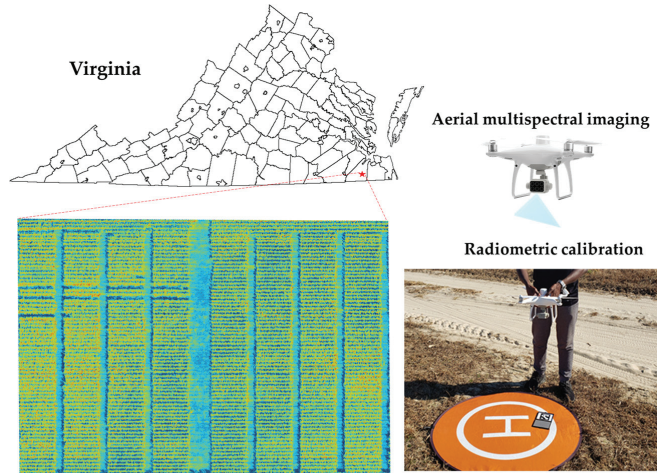 Virginia
Aerial multispectral imaging
Radiometric calibration
H